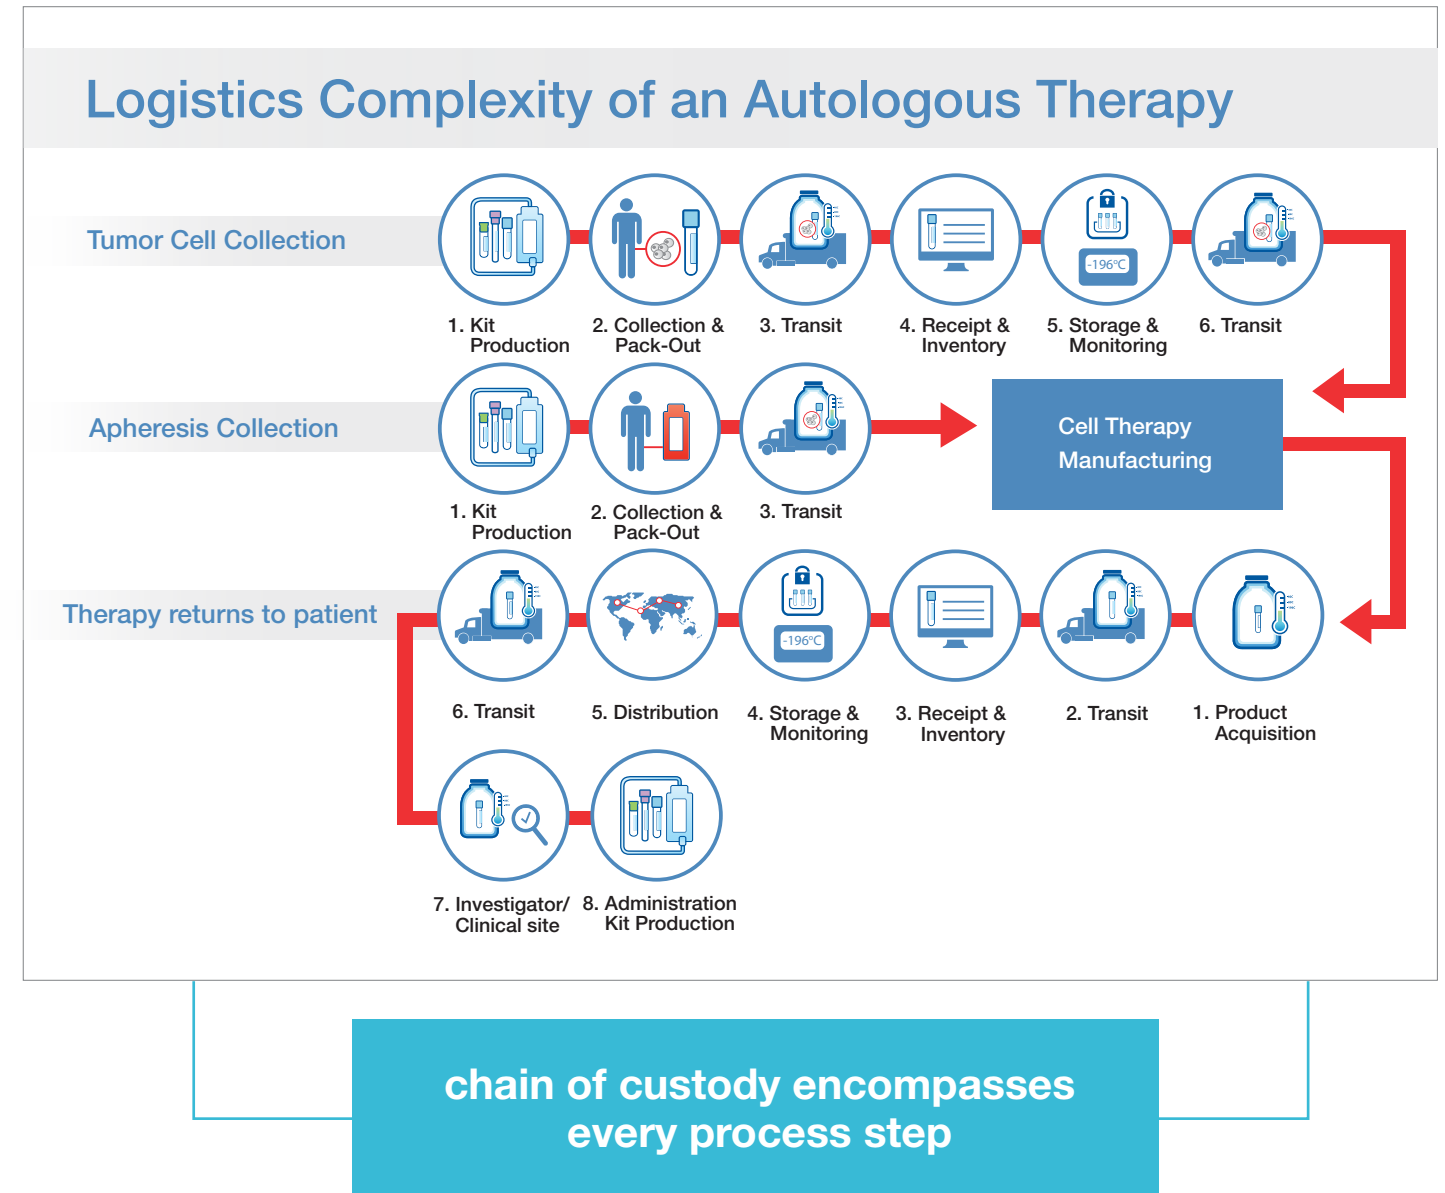 Logistics Complexity of an Autologous Therapy
Tumor Cell Collection
-196°C
1. Kit
Production
2. Collection &
Pack-Out
3. Transit
4. Receipt &
Inventory
5. Storage &
Monitoring
6. Transit
Apheresis Collection
Cell Therapy
Manufacturing
1. Kit
Production
2. Collection &
Pack-Out
3. Transit
Therapy returns to patient
-196°C
6. Transit
5. Distribution
4. Storage &
Monitoring
3. Receipt &
Inventory
2. Transit
1. Product
Acquisition
7. Investigator/
Clinical site
8. Administration
Kit Production
chain of custody encompasses
every process step